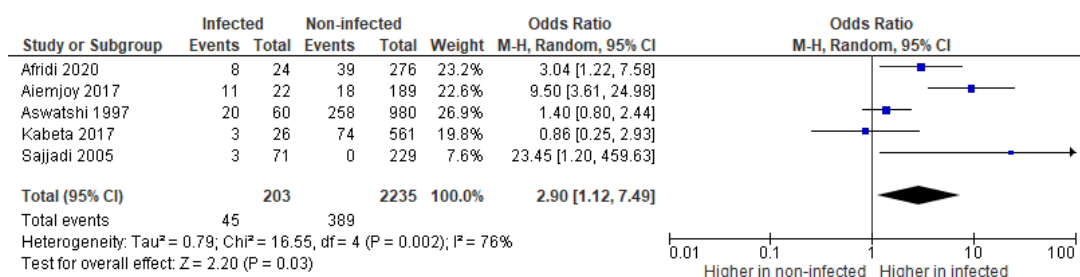 Infected Non-infected Odds Ratio Odds Ratio
Study or Subgroup Events Total Events Total Weight M-H, Random, 95% CI M-H, Random, 95% CI
Afridi 2020 8 24 39 276 23.2% 3.04 [1.22, 7.58]
Aiemjoy 2017 11 22 18 189 22.6% 9.50 [3.61, 24.98]
Aswatshi 1997 20 60 258 980 26.9% 1.40 [0.80, 2.44]
Kabeta 2017 3 26 74 561 19.8% 0.86 [0.25, 2.93]
Sajjadi 2005 3 71 0 229 7.6% 23.45 [1.20, 459.63]
Total (95% CI) 203 2235 100.0% 2.90 [1.12, 7.49]
Total events 45 389
Heterogeneity: Tau² = 0.79; Chi² = 16.55, df = 4 (P = 0.002); I² = 76%
Test for overall effect: Z = 2.20 (P = 0.03)
0.01 0.1 1 10 100
Higher in non-infected Higher in infected